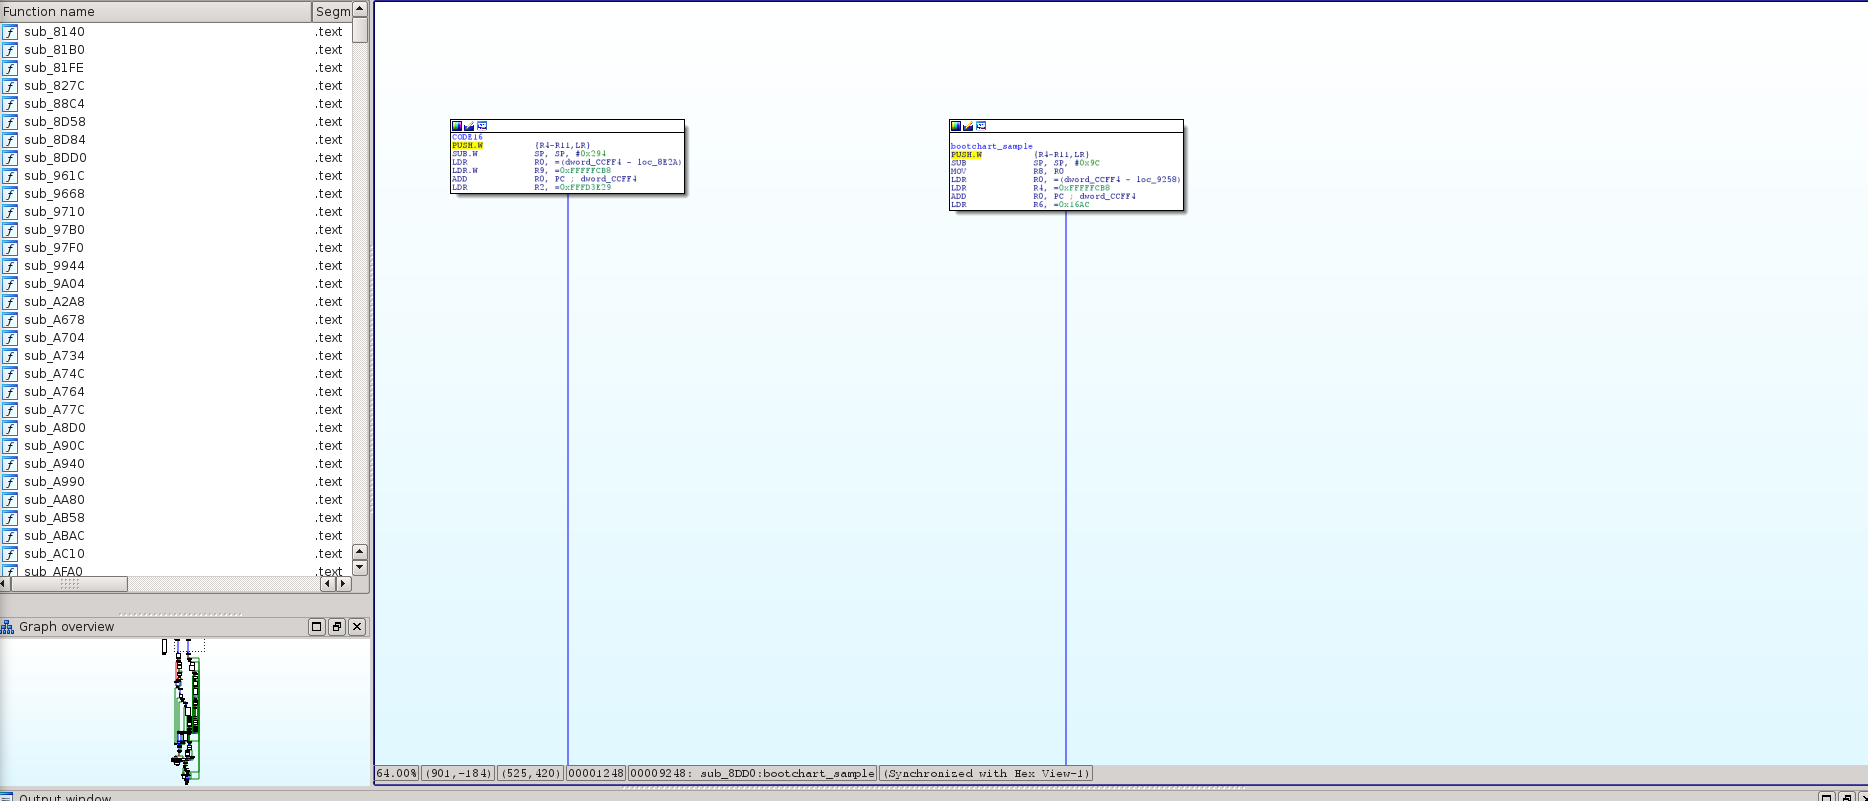 Function name Segm
sub_8140 .text
sub_81B0 .text
sub_81FE .text
sub_827C .text
sub_88C4 .text
sub_8D58 .text
sub_8D84 .text
sub_8DD0 .text
sub_961C .text
sub_9668 .text
sub_9710 .text
sub_97B0 .text
sub_97F0 .text
sub_9944 .text
sub_9A04 .text
sub_A2A8 .text
sub_A678 .text
sub_A704 .text
sub_A734 .text
sub_A74C .text
sub_A764 .text
sub_A77C .text
sub_A8D0 .text
sub_A90C .text
sub_A940 .text
sub_A990 .text
sub_AA80 .text
sub_AB58 .text
sub_ABAC .text
sub_AC10 .text
sub_AFA0 .text
Graph overview
CODE16
PUSH.W {R4-R11,LR}
SUB.W SP, SP, #0x294
LDR R0, =(dword_CCFF4 - loc_8E2A)
LDR.W R9, =0xFFFFFCB8
ADD R0, PC ; dword_CCFF4
LDR R2, =0xFFFD3E29
bootchart_sample
PUSH.W {R4-R11,LR}
SUB SP, SP, #0x9C
MOV R8, R0
LDR R0, =(dword_CCFF4 - loc_9258)
LDR R4, =0xFFFFFCB8
ADD R0, PC ; dword_CCFF4
LDR R6, =0x16AC
64.00% (901,-184) (525,420) 00001248 00009248: sub_8DD0:bootchart_sample (Synchronized with Hex View-1)
Output window